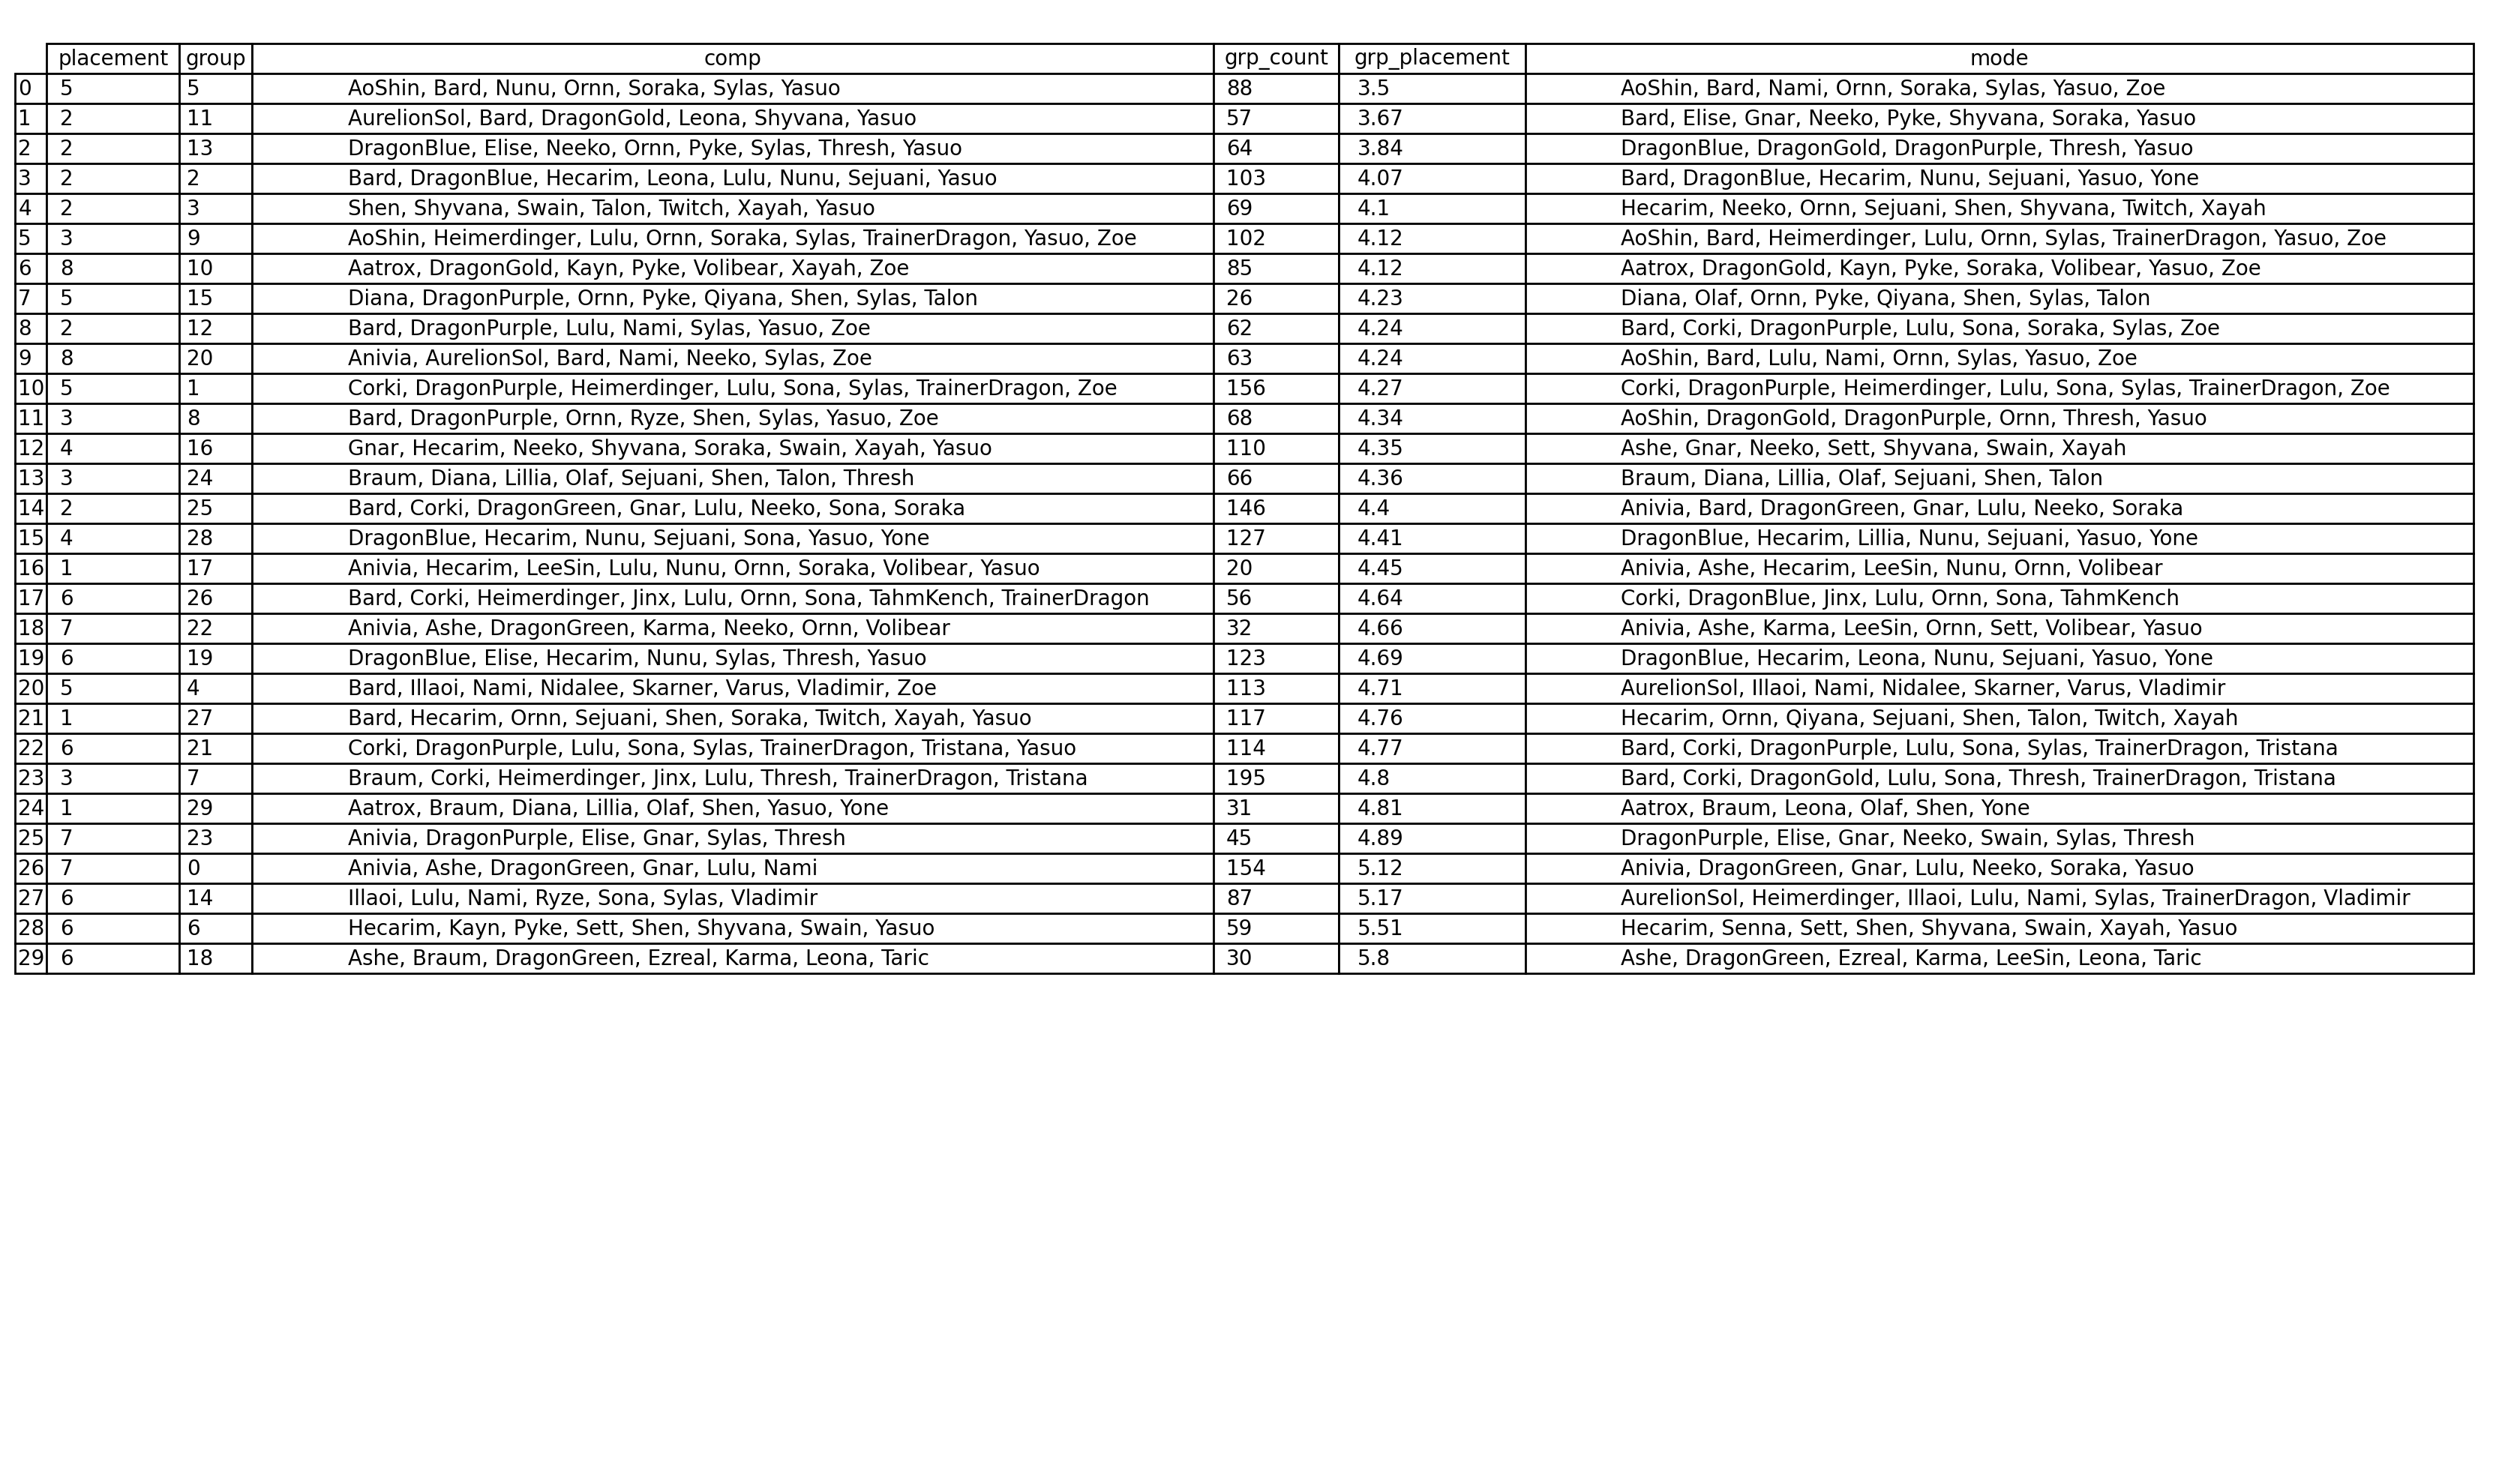 placement group comp grp_count grp_placement mode
0 5 5 AoShin, Bard, Nunu, Ornn, Soraka, Sylas, Yasuo 88 3.5 AoShin, Bard, Nami, Ornn, Soraka, Sylas, Yasuo, Zoe
1 2 11 AurelionSol, Bard, DragonGold, Leona, Shyvana, Yasuo 57 3.67 Bard, Elise, Gnar, Neeko, Pyke, Shyvana, Soraka, Yasuo
2 2 13 DragonBlue, Elise, Neeko, Ornn, Pyke, Sylas, Thresh, Yasuo 64 3.84 DragonBlue, DragonGold, DragonPurple, Thresh, Yasuo
3 2 2 Bard, DragonBlue, Hecarim, Leona, Lulu, Nunu, Sejuani, Yasuo 103 4.07 Bard, DragonBlue, Hecarim, Nunu, Sejuani, Yasuo, Yone
4 2 3 Shen, Shyvana, Swain, Talon, Twitch, Xayah, Yasuo 69 4.1 Hecarim, Neeko, Ornn, Sejuani, Shen, Shyvana, Twitch, Xayah
5 3 9 AoShin, Heimerdinger, Lulu, Ornn, Soraka, Sylas, TrainerDragon, Yasuo, Zoe 102 4.12 AoShin, Bard, Heimerdinger, Lulu, Ornn, Sylas, TrainerDragon, Yasuo, Zoe
6 8 10 Aatrox, DragonGold, Kayn, Pyke, Volibear, Xayah, Zoe 85 4.12 Aatrox, DragonGold, Kayn, Pyke, Soraka, Volibear, Yasuo, Zoe
7 5 15 Diana, DragonPurple, Ornn, Pyke, Qiyana, Shen, Sylas, Talon 26 4.23 Diana, Olaf, Ornn, Pyke, Qiyana, Shen, Sylas, Talon
8 2 12 Bard, DragonPurple, Lulu, Nami, Sylas, Yasuo, Zoe 62 4.24 Bard, Corki, DragonPurple, Lulu, Sona, Soraka, Sylas, Zoe
9 8 20 Anivia, AurelionSol, Bard, Nami, Neeko, Sylas, Zoe 63 4.24 AoShin, Bard, Lulu, Nami, Ornn, Sylas, Yasuo, Zoe
10 5 1 Corki, DragonPurple, Heimerdinger, Lulu, Sona, Sylas, TrainerDragon, Zoe 156 4.27 Corki, DragonPurple, Heimerdinger, Lulu, Sona, Sylas, TrainerDragon, Zoe
11 3 8 Bard, DragonPurple, Ornn, Ryze, Shen, Sylas, Yasuo, Zoe 68 4.34 AoShin, DragonGold, DragonPurple, Ornn, Thresh, Yasuo
12 4 16 Gnar, Hecarim, Neeko, Shyvana, Soraka, Swain, Xayah, Yasuo 110 4.35 Ashe, Gnar, Neeko, Sett, Shyvana, Swain, Xayah
13 3 24 Braum, Diana, Lillia, Olaf, Sejuani, Shen, Talon, Thresh 66 4.36 Braum, Diana, Lillia, Olaf, Sejuani, Shen, Talon
14 2 25 Bard, Corki, DragonGreen, Gnar, Lulu, Neeko, Sona, Soraka 146 4.4 Anivia, Bard, DragonGreen, Gnar, Lulu, Neeko, Soraka
15 4 28 DragonBlue, Hecarim, Nunu, Sejuani, Sona, Yasuo, Yone 127 4.41 DragonBlue, Hecarim, Lillia, Nunu, Sejuani, Yasuo, Yone
16 1 17 Anivia, Hecarim, LeeSin, Lulu, Nunu, Ornn, Soraka, Volibear, Yasuo 20 4.45 Anivia, Ashe, Hecarim, LeeSin, Nunu, Ornn, Volibear
17 6 26 Bard, Corki, Heimerdinger, Jinx, Lulu, Ornn, Sona, TahmKench, TrainerDragon 56 4.64 Corki, DragonBlue, Jinx, Lulu, Ornn, Sona, TahmKench
18 7 22 Anivia, Ashe, DragonGreen, Karma, Neeko, Ornn, Volibear 32 4.66 Anivia, Ashe, Karma, LeeSin, Ornn, Sett, Volibear, Yasuo
19 6 19 DragonBlue, Elise, Hecarim, Nunu, Sylas, Thresh, Yasuo 123 4.69 DragonBlue, Hecarim, Leona, Nunu, Sejuani, Yasuo, Yone
20 5 4 Bard, Illaoi, Nami, Nidalee, Skarner, Varus, Vladimir, Zoe 113 4.71 AurelionSol, Illaoi, Nami, Nidalee, Skarner, Varus, Vladimir
21 1 27 Bard, Hecarim, Ornn, Sejuani, Shen, Soraka, Twitch, Xayah, Yasuo 117 4.76 Hecarim, Ornn, Qiyana, Sejuani, Shen, Talon, Twitch, Xayah
22 6 21 Corki, DragonPurple, Lulu, Sona, Sylas, TrainerDragon, Tristana, Yasuo 114 4.77 Bard, Corki, DragonPurple, Lulu, Sona, Sylas, TrainerDragon, Tristana
23 3 7 Braum, Corki, Heimerdinger, Jinx, Lulu, Thresh, TrainerDragon, Tristana 195 4.8 Bard, Corki, DragonGold, Lulu, Sona, Thresh, TrainerDragon, Tristana
24 1 29 Aatrox, Braum, Diana, Lillia, Olaf, Shen, Yasuo, Yone 31 4.81 Aatrox, Braum, Leona, Olaf, Shen, Yone
25 7 23 Anivia, DragonPurple, Elise, Gnar, Sylas, Thresh 45 4.89 DragonPurple, Elise, Gnar, Neeko, Swain, Sylas, Thresh
26 7 0 Anivia, Ashe, DragonGreen, Gnar, Lulu, Nami 154 5.12 Anivia, DragonGreen, Gnar, Lulu, Neeko, Soraka, Yasuo
27 6 14 Illaoi, Lulu, Nami, Ryze, Sona, Sylas, Vladimir 87 5.17 AurelionSol, Heimerdinger, Illaoi, Lulu, Nami, Sylas, TrainerDragon, Vladimir
28 6 6 Hecarim, Kayn, Pyke, Sett, Shen, Shyvana, Swain, Yasuo 59 5.51 Hecarim, Senna, Sett, Shen, Shyvana, Swain, Xayah, Yasuo
29 6 18 Ashe, Braum, DragonGreen, Ezreal, Karma, Leona, Taric 30 5.8 Ashe, DragonGreen, Ezreal, Karma, LeeSin, Leona, Taric